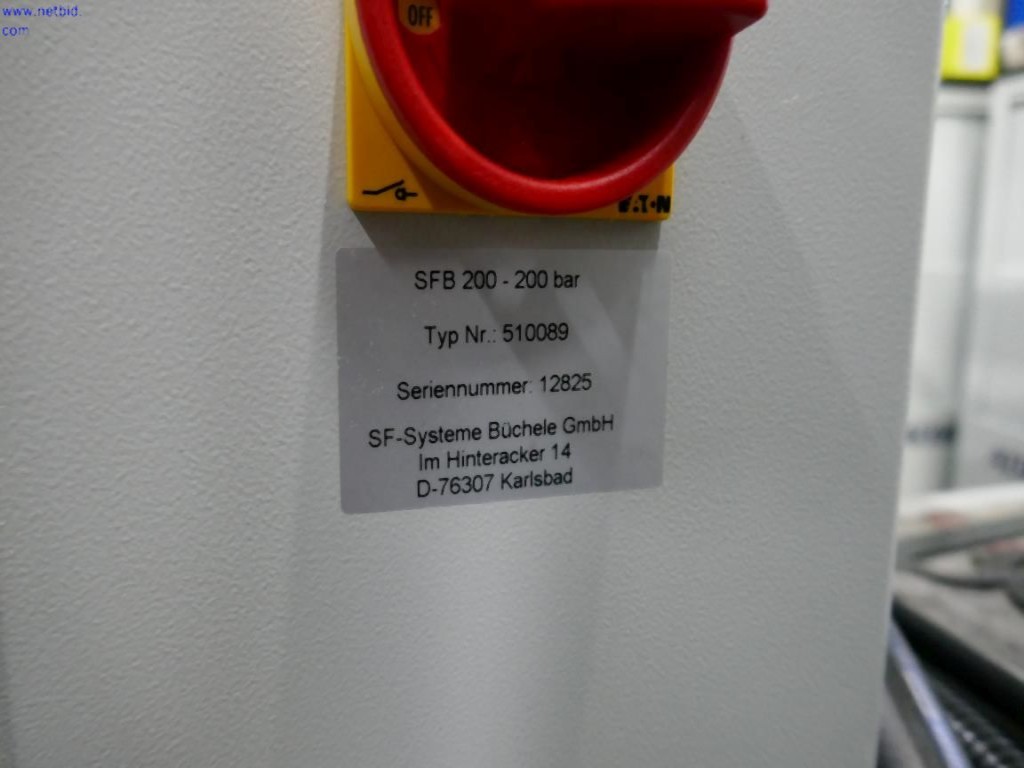 www.netbid.
com
OFF
EATON
SFB 200 - 200 bar
Typ Nr.: 510089
Seriennummer: 12825
SF-Systeme Büchele GmbH
Im Hinteracker 14
D-76307 Karlsbad